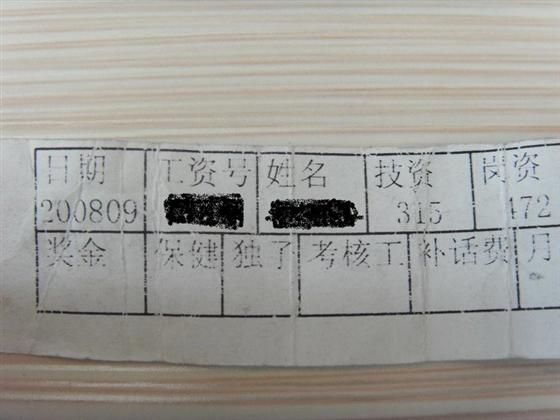 日期 工资号 姓名 技资 岗资
200809 315 472
奖金 保健 独了 考核工 补话费 月